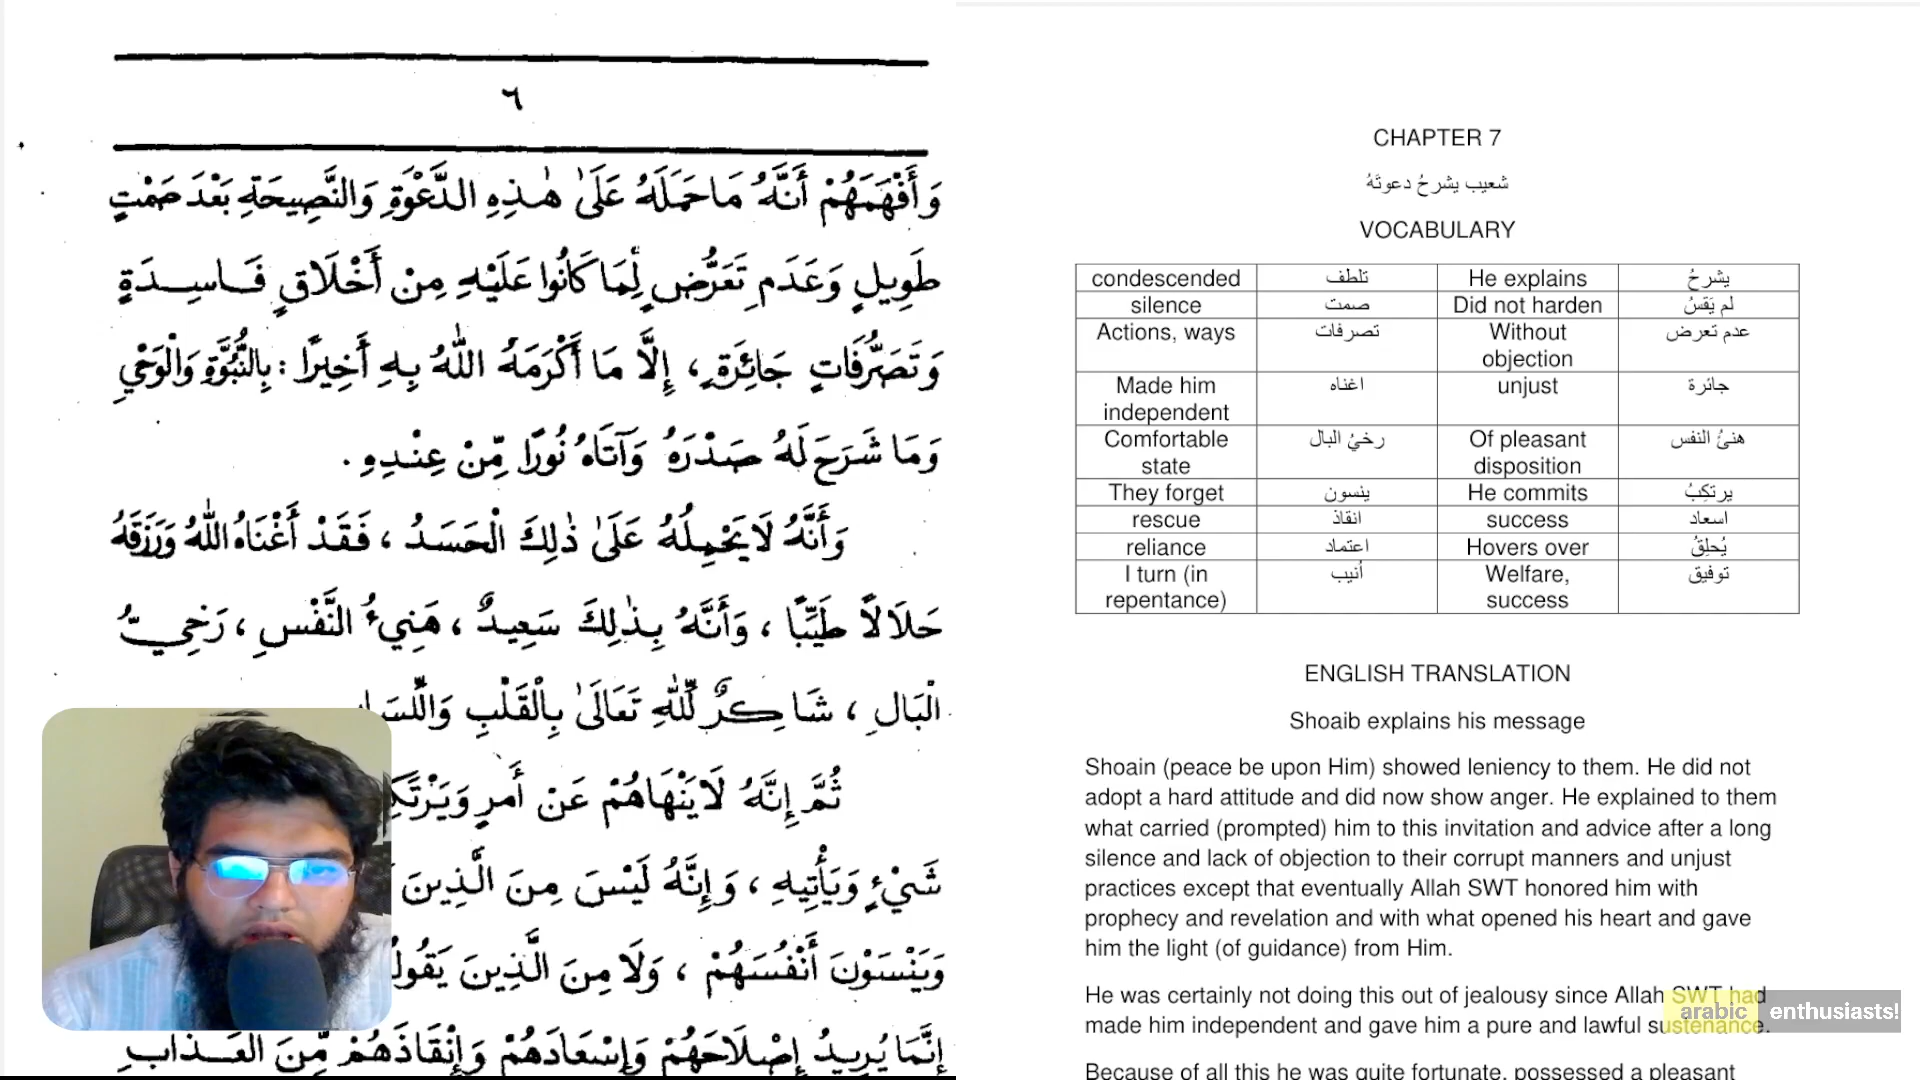 ٦
وَأَفْهَمَهُمْ أَنَّهُ مَا حَمَلَهُ عَلَىٰ هٰذِهِ الدَّعْوَةِ وَالنَّصِيحَةِ بَعْدَ صَمْتٍ
طَوِيلٍ وَعَدَمِ تَعَرُّضٍ لِمَا كَانُوا عَلَيْهِ مِنْ أَخْلَاقٍ فَاسِدَةٍ
وَتَصَرُّفَاتٍ جَائِرَةٍ، إِلَّا مَا أَكْرَمَهُ اللّٰهُ بِهِ أَخِيرًا : بِالنُّبُوَّةِ وَالْوَحْيِ
وَمَا شَرَحَ لَهُ صَدْرَهُ وَآتَاهُ نُورًا مِّنْ عِنْدِهِ .
وَأَنَّهُ لَا يَحْمِلُهُ عَلَىٰ ذٰلِكَ الْحَسَدُ ، فَقَدْ أَغْنَاهُ اللّٰهُ وَرَزَقَهُ
حَلَالًا طَيِّبًا ، وَأَنَّهُ بِذٰلِكَ سَعِيدٌ ، هَنِيءُ النَّفْسِ ، رَخِيُّ
الْبَالِ ، شَاكِرٌ لِّلّٰهِ تَعَالَىٰ بِالْقَلْبِ
ثُمَّ إِنَّهُ لَا يَنْهَاهُمْ عَنْ أَمرٍ
شَيْءٍ وَيَأْتِيهِ ، وَإِنَّهُ لَيْسَ مِنَ الَّذِينَ
وَيَنْسَوْنَ أَنْفُسَهُمْ ، وَلَا مِنَ الَّذِينَ
إِنَّمَا يُرِيدُ إِصْلَاحَهُمْ وَإِسْعَادَهُمْ وَإِنْقَاذَهُمْ مِّنَ الْعَذَابِ
CHAPTER 7
شعيب يشرحُ دعوتَهُ
VOCABULARY
condescended تلطف He explains يشرحُ
silence صمت Did not harden لم يَقسُ
Actions, ways تصرفات Without عدم تعرض
objection
Made him اغناه unjust جائرة
independent
Comfortable رخيُ البال Of pleasant هنئُ النفس
state disposition
They forget ينسون He commits يرتكِبُ
rescue انقاذ success اسعاد
reliance اعتماد Hovers over يُحلِقُ
I turn (in أنيب Welfare, توفيق
repentance) success
ENGLISH TRANSLATION
Shoaib explains his message
Shoain (peace be upon Him) showed leniency to them. He did not
adopt a hard attitude and did now show anger. He explained to them
what carried (prompted) him to this invitation and advice after a long
silence and lack of objection to their corrupt manners and unjust
practices except that eventually Allah SWT honored him with
prophecy and revelation and with what opened his heart and gave
him the light (of guidance) from Him.
He was certainly not doing this out of jealousy since Allah SWT had
made him independent and gave him a pure and lawful sustenance.
Because of all this he was quite fortunate, possessed a pleasant
arabic enthusiasts!